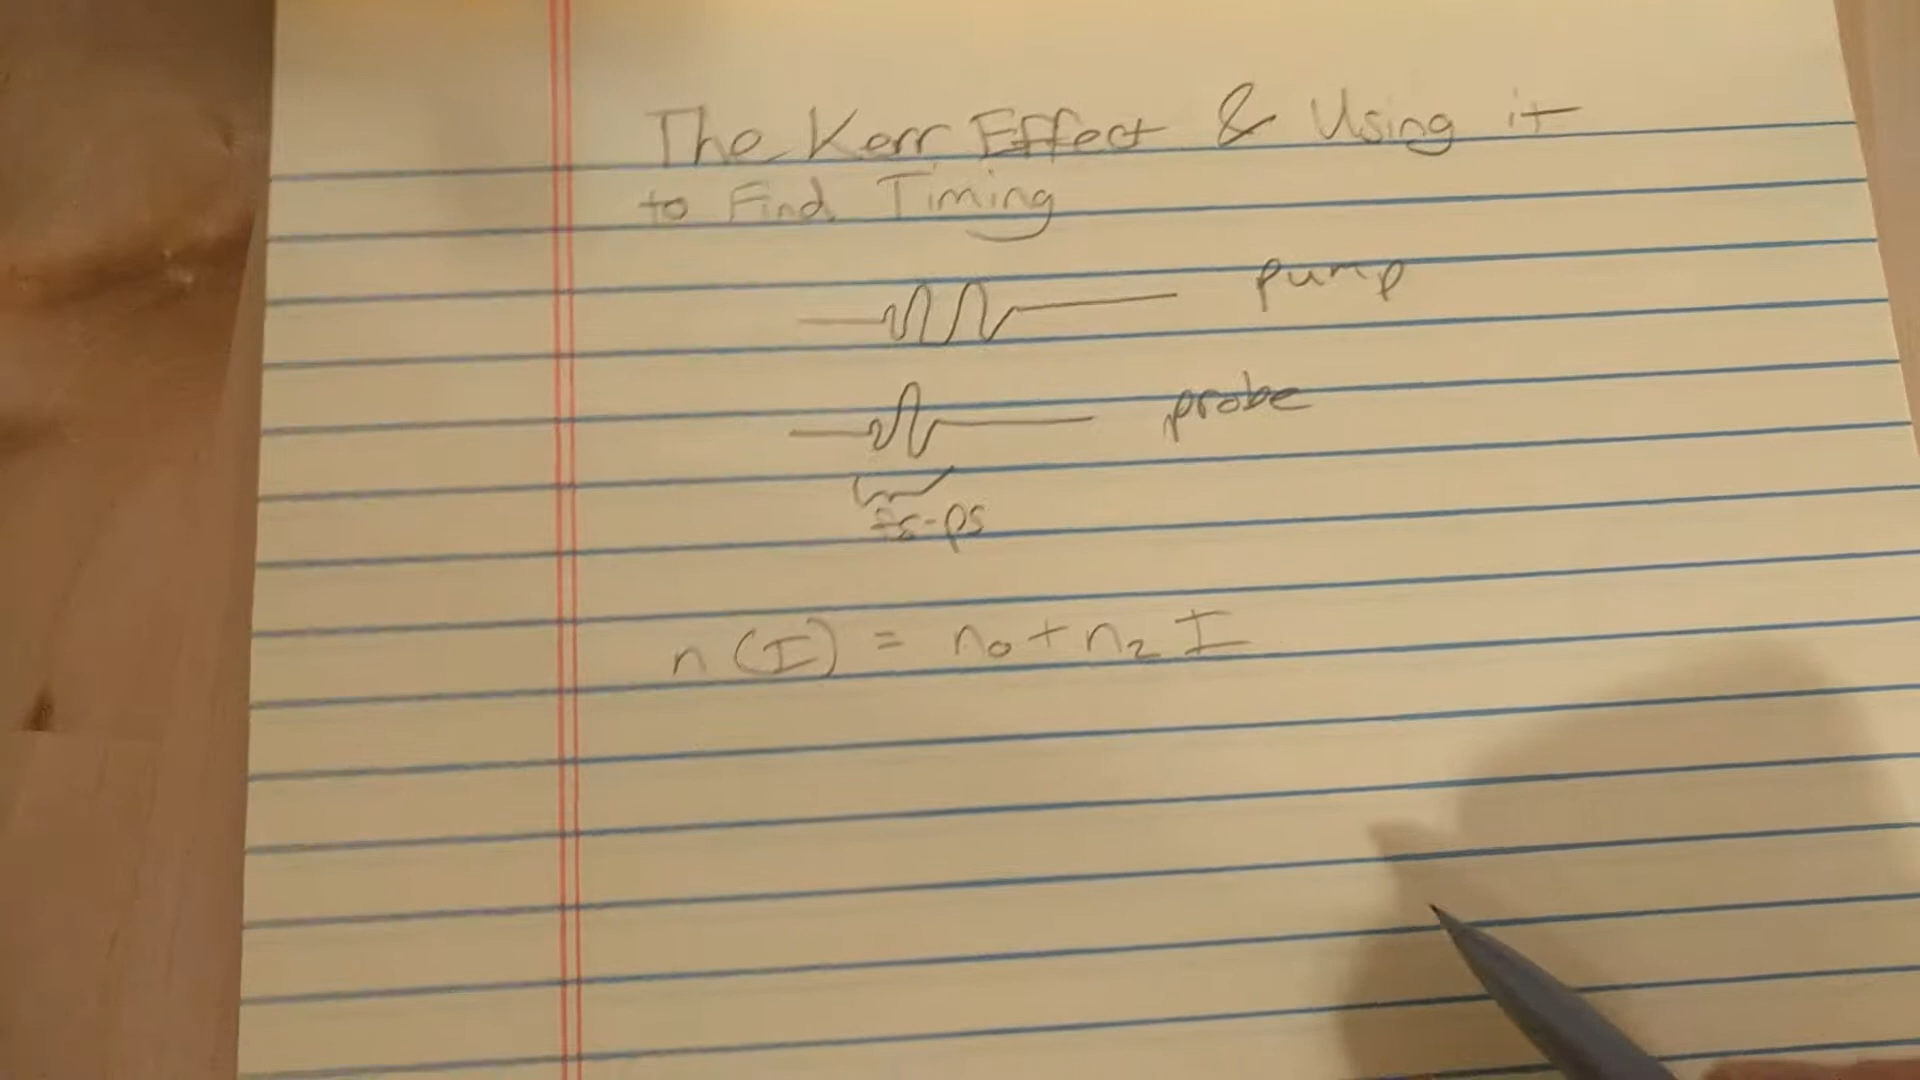 The Kerr Effect & Using it
to Find Timing
pump
probe
fs-ps
n(I) = n₀ + n₂ I